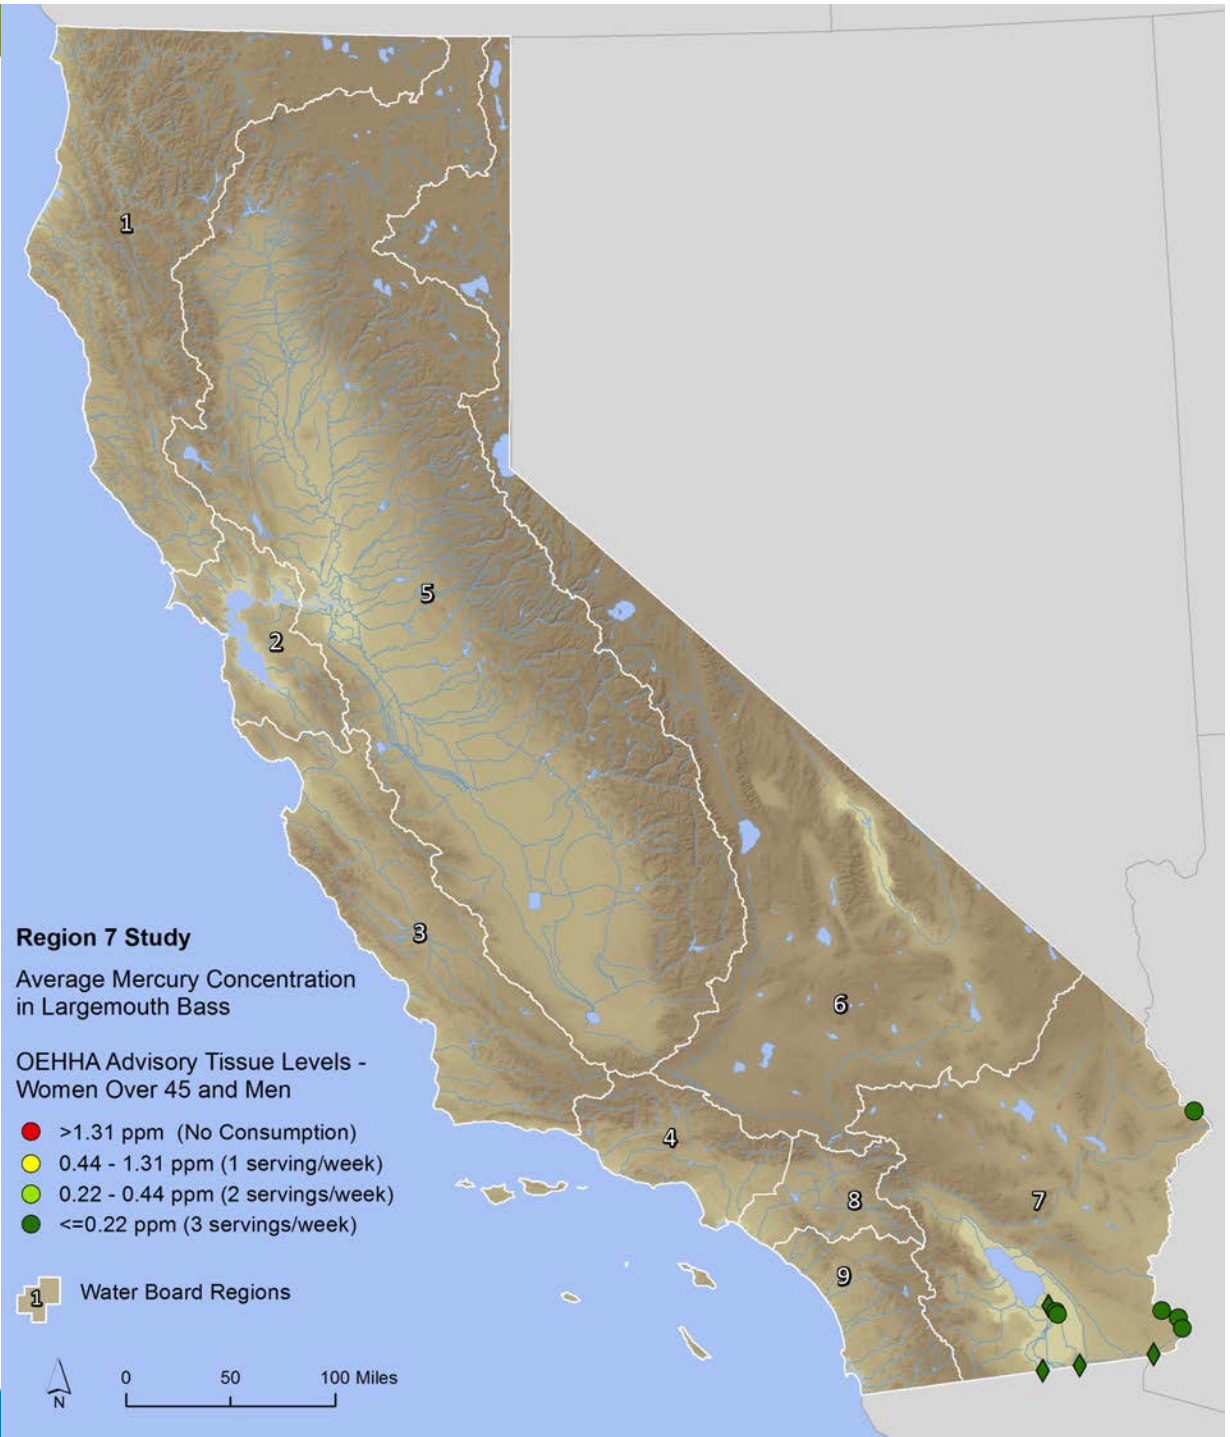 1
5
2
3
6
4
8
7
9
Region 7 Study
Average Mercury Concentration
in Largemouth Bass
OEHHA Advisory Tissue Levels -
Women Over 45 and Men
>1.31 ppm (No Consumption)
0.44 - 1.31 ppm (1 serving/week)
0.22 - 0.44 ppm (2 servings/week)
<=0.22 ppm (3 servings/week)
1 Water Board Regions
N
0 50 100 Miles